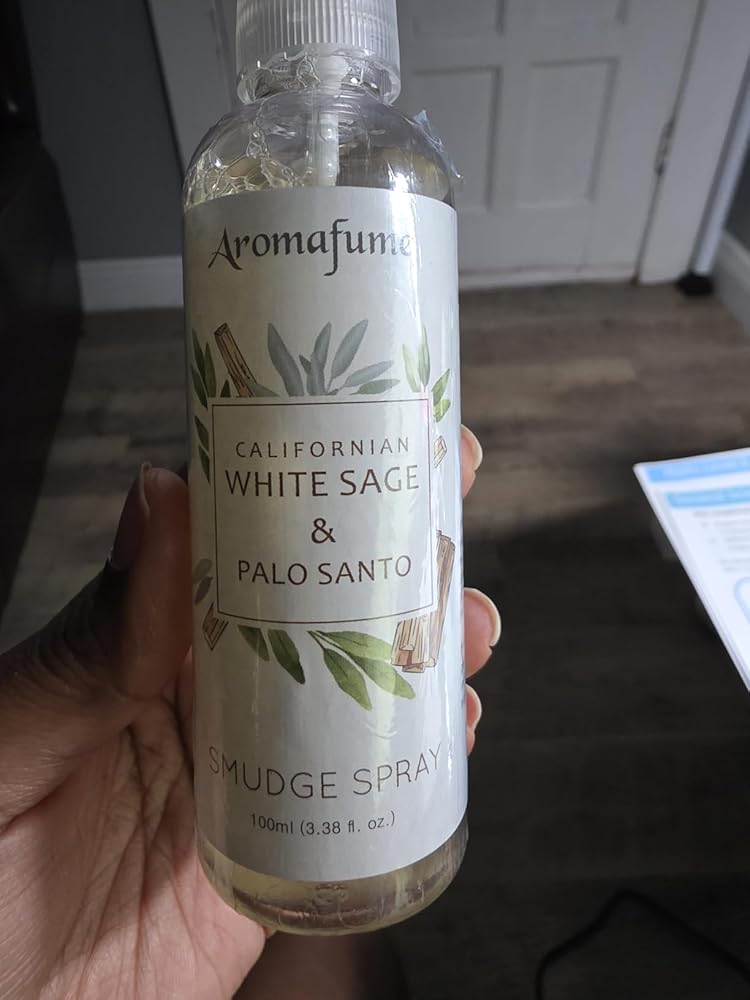 Aromafume
CALIFORNIAN
WHITE SAGE
&
PALO SANTO
SMUDGE SPRAY
100ml (3.38 fl. oz.)